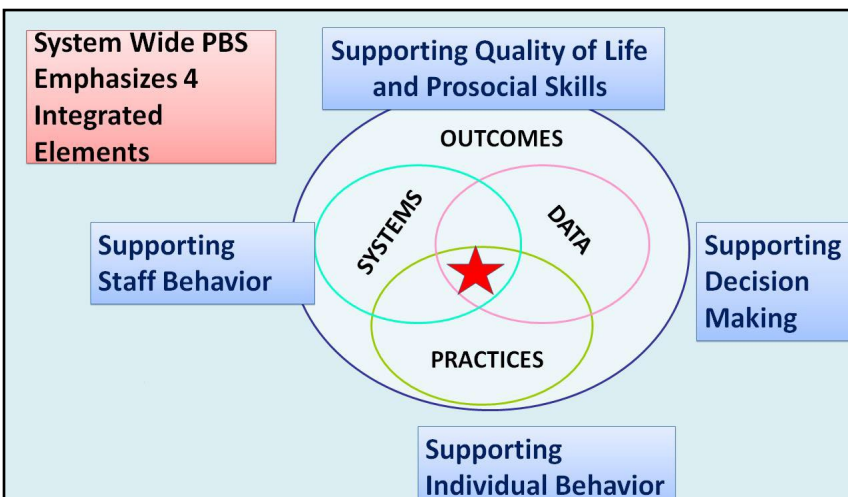 System Wide PBS
Emphasizes 4
Integrated
Elements
Supporting Quality of Life
and Prosocial Skills
OUTCOMES
SYSTEMS
DATA
Supporting
Staff Behavior
Supporting
Decision
Making
PRACTICES
Supporting
Individual Behavior